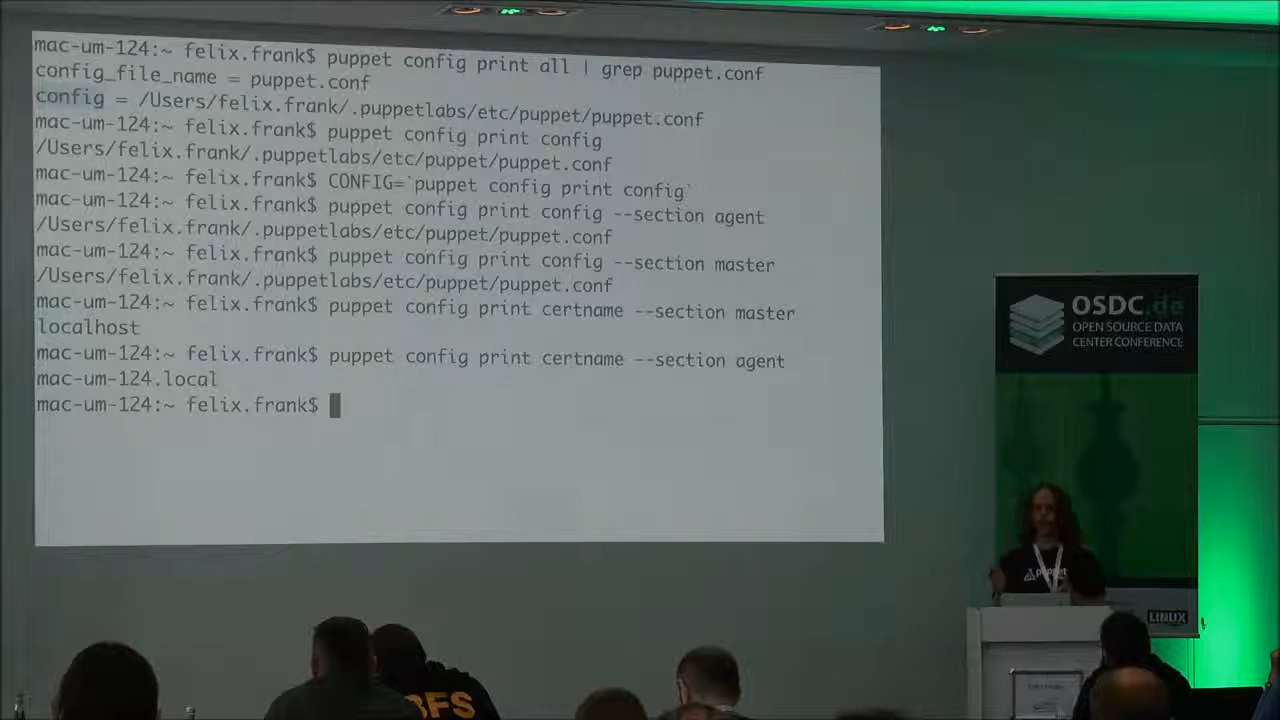 mac-um-124:~ felix.frank$ puppet config print all | grep puppet.conf
config_file_name = puppet.conf
config = /Users/felix.frank/.puppetlabs/etc/puppet/puppet.conf
mac-um-124:~ felix.frank$ puppet config print config
/Users/felix.frank/.puppetlabs/etc/puppet/puppet.conf
mac-um-124:~ felix.frank$ CONFIG=`puppet config print config`
mac-um-124:~ felix.frank$ puppet config print config --section agent
/Users/felix.frank/.puppetlabs/etc/puppet/puppet.conf
mac-um-124:~ felix.frank$ puppet config print config --section master
/Users/felix.frank/.puppetlabs/etc/puppet/puppet.conf
mac-um-124:~ felix.frank$ puppet config print certname --section master
localhost
mac-um-124:~ felix.frank$ puppet config print certname --section agent
mac-um-124.local
mac-um-124:~ felix.frank$
OSDC.de
OPEN SOURCE DATA
CENTER CONFERENCE
puppet
LINUX
BFS